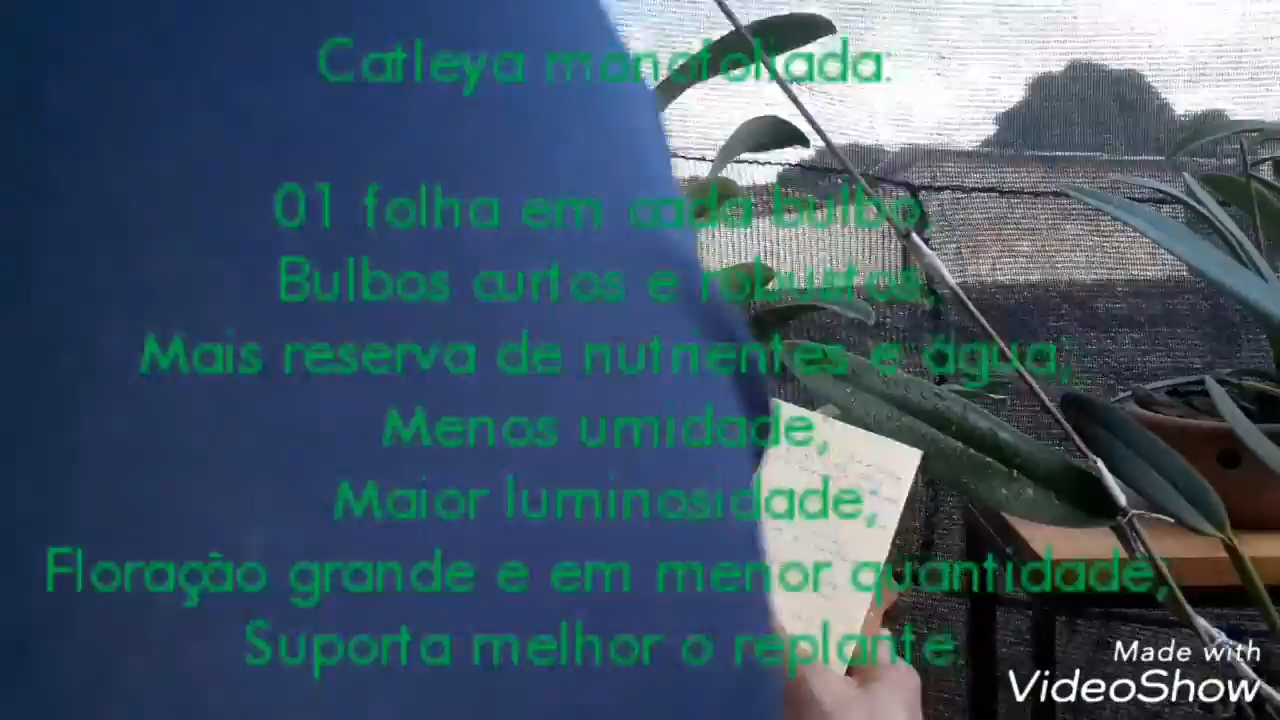 monofoliada:
01 folha em cada bulbo;
Bulbos curtos e robustos;
Mais reserva de nutrientes e água;
Menos umidade;
Maior luminosidade;
Floração grande e em menor quantidade;
Suporta melhor o replante.
Made with
VideoShow